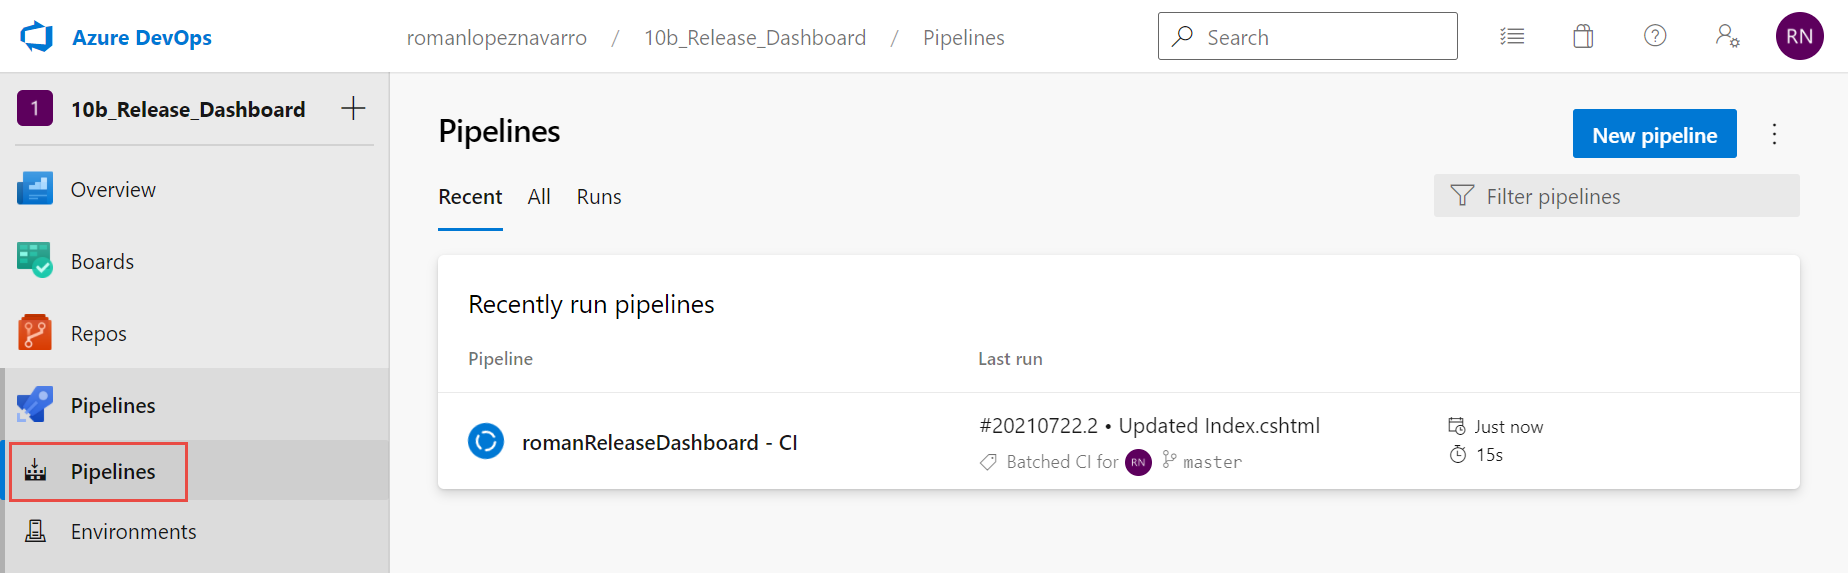 Azure DevOps
romanlopeznavarro / 10b_Release_Dashboard / Pipelines
Search
RN
1 10b_Release_Dashboard
Overview
Boards
Repos
Pipelines
Pipelines
Environments
Pipelines
New pipeline
Recent All Runs
Filter pipelines
Recently run pipelines
Pipeline Last run
romanReleaseDashboard - CI
#20210722.2 • Updated Index.cshtml
Batched CI for RN master
Just now
15s